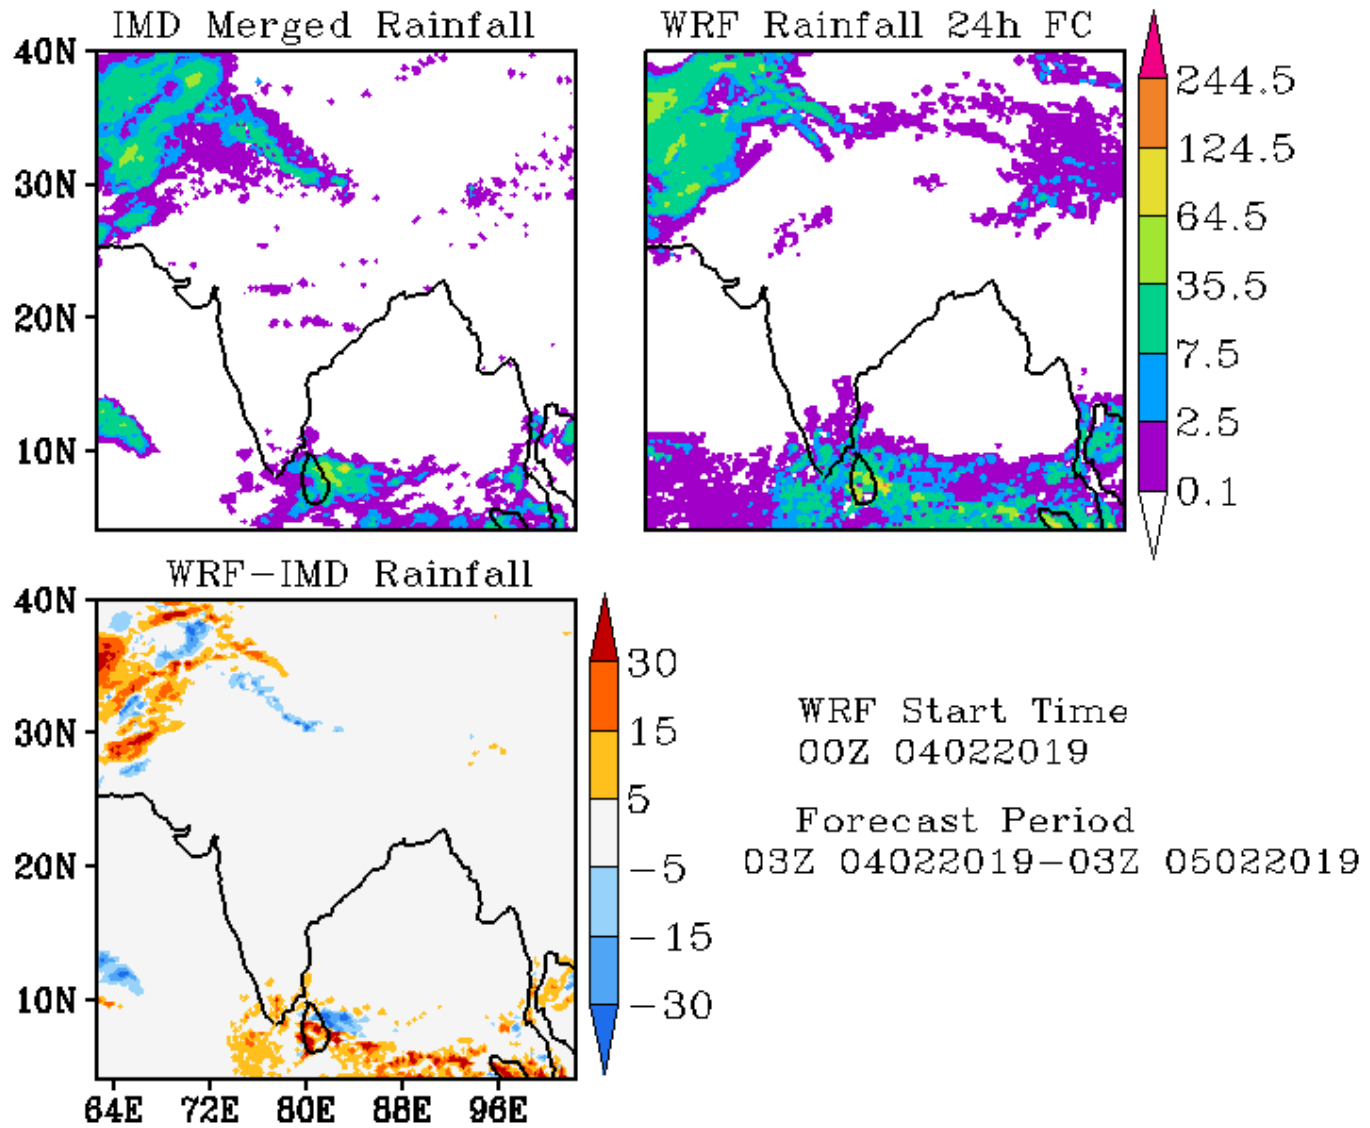 IMD Merged Rainfall
WRF Rainfall 24h FC
40N
30N
20N
10N
244.5
124.5
64.5
35.5
7.5
2.5
0.1
WRF-IMD Rainfall
40N
30N
20N
10N
64E 72E 80E 88E 96E
30
15
5
-5
-15
-30
WRF Start Time
00Z 04022019
Forecast Period
03Z 04022019-03Z 05022019